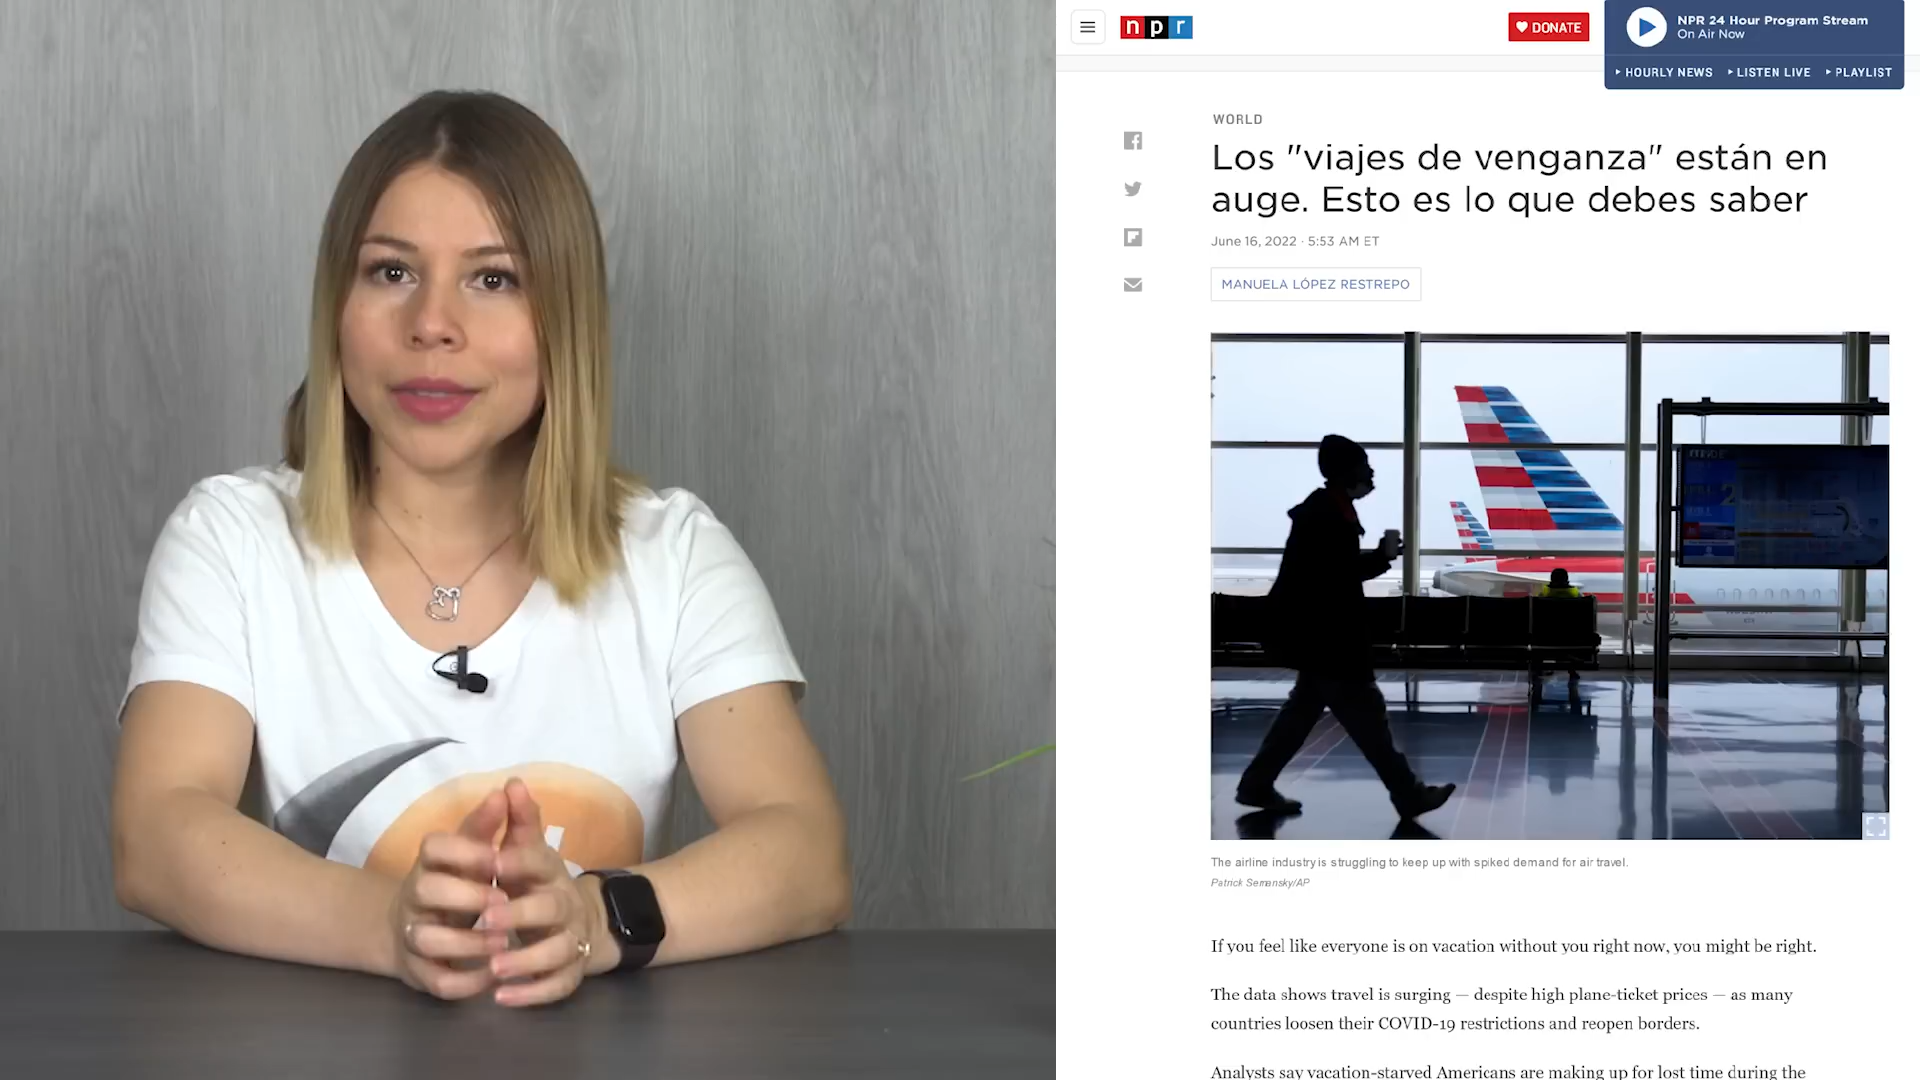 npr
DONATE
NPR 24 Hour Program Stream
On Air Now
HOURLY NEWS
LISTEN LIVE
PLAYLIST
WORLD
Los "viajes de venganza" están en
auge. Esto es lo que debes saber
June 16, 2022 · 5:53 AM ET
MANUELA LÓPEZ RESTREPO
The airline industry is struggling to keep up with spiked demand for air travel.
Patrick Semansky/AP
If you feel like everyone is on vacation without you right now, you might be right.
The data shows travel is surging — despite high plane-ticket prices — as many
countries loosen their COVID-19 restrictions and reopen borders.
Analysts say vacation-starved Americans are making up for lost time during the